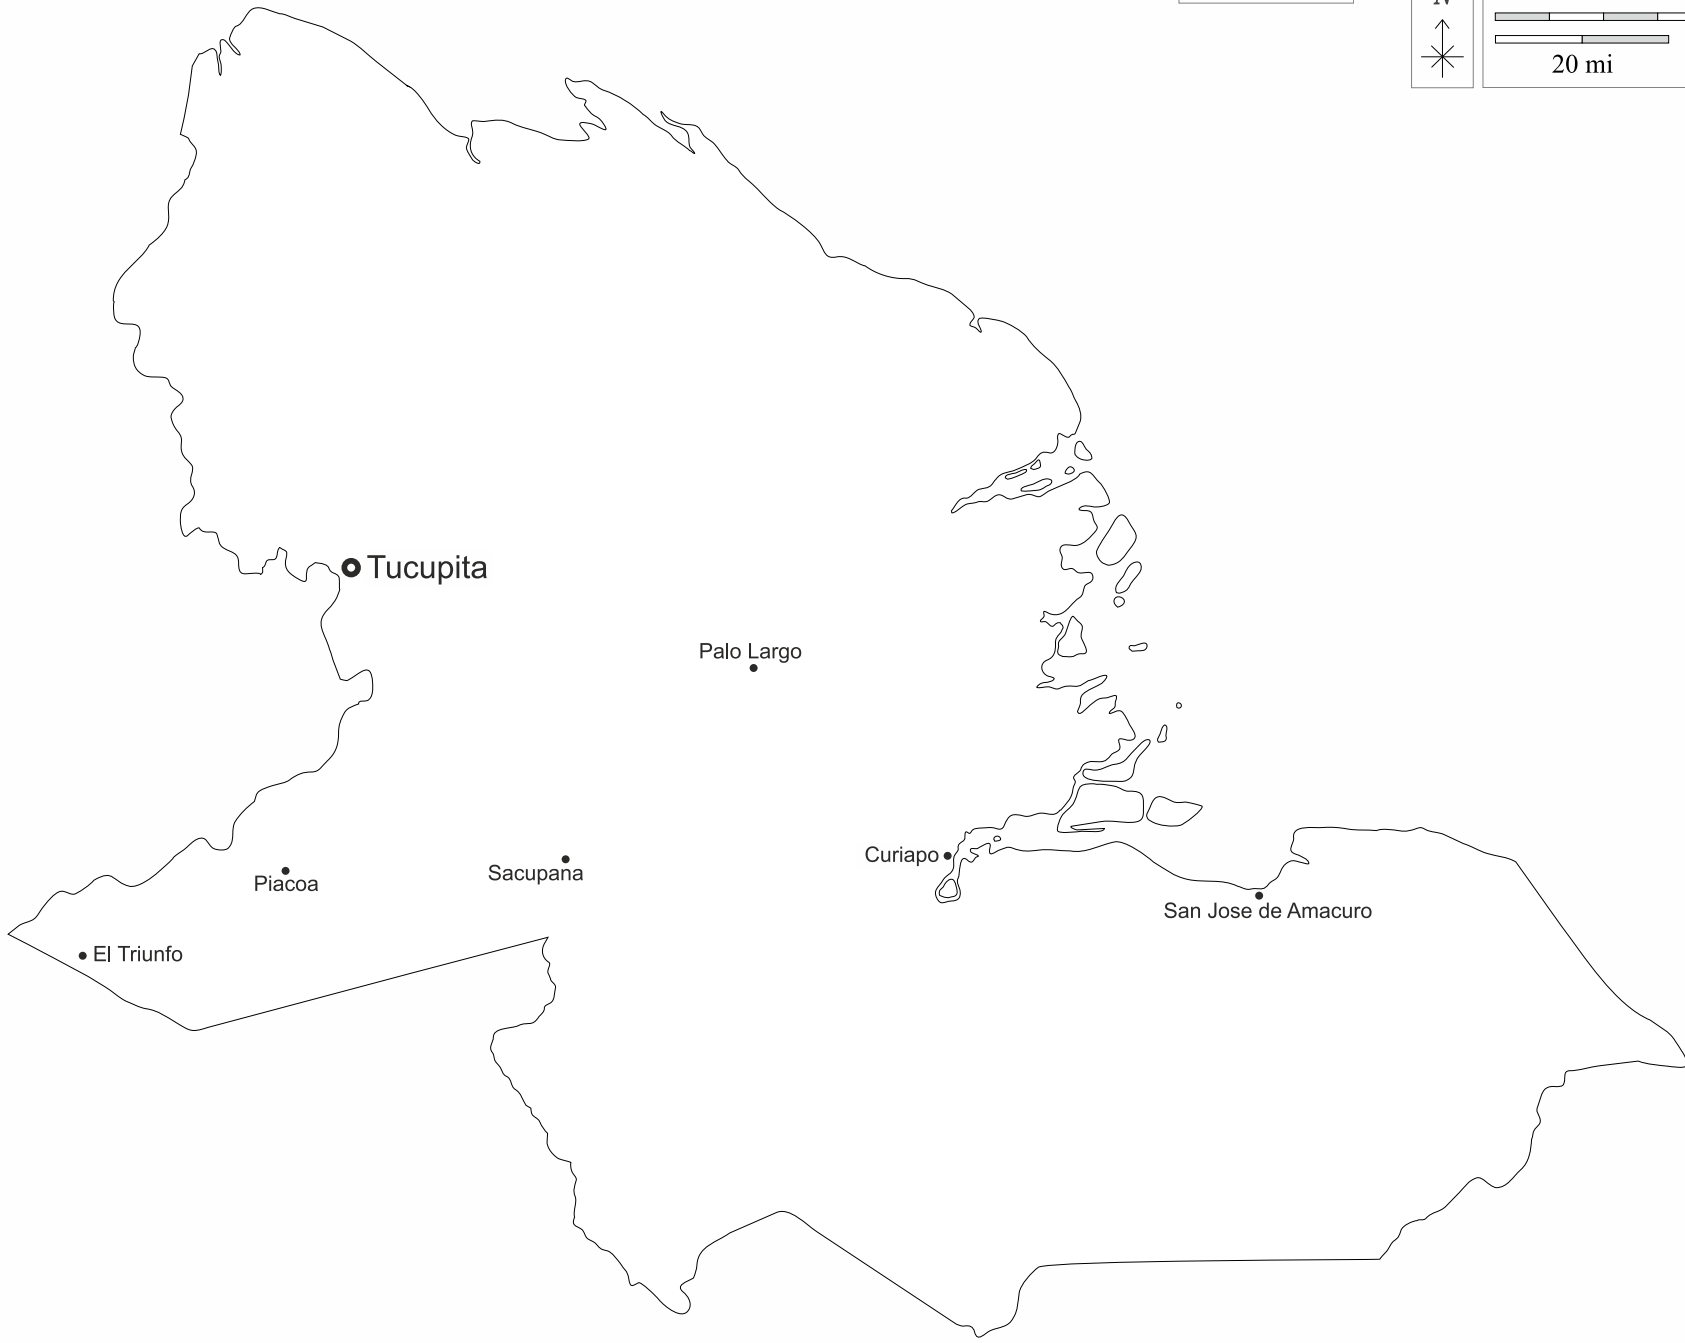 N
20 mi
Tucupita
Palo Largo
Curiapo
Sacupana
Piacoa
San Jose de Amacuro
El Triunfo